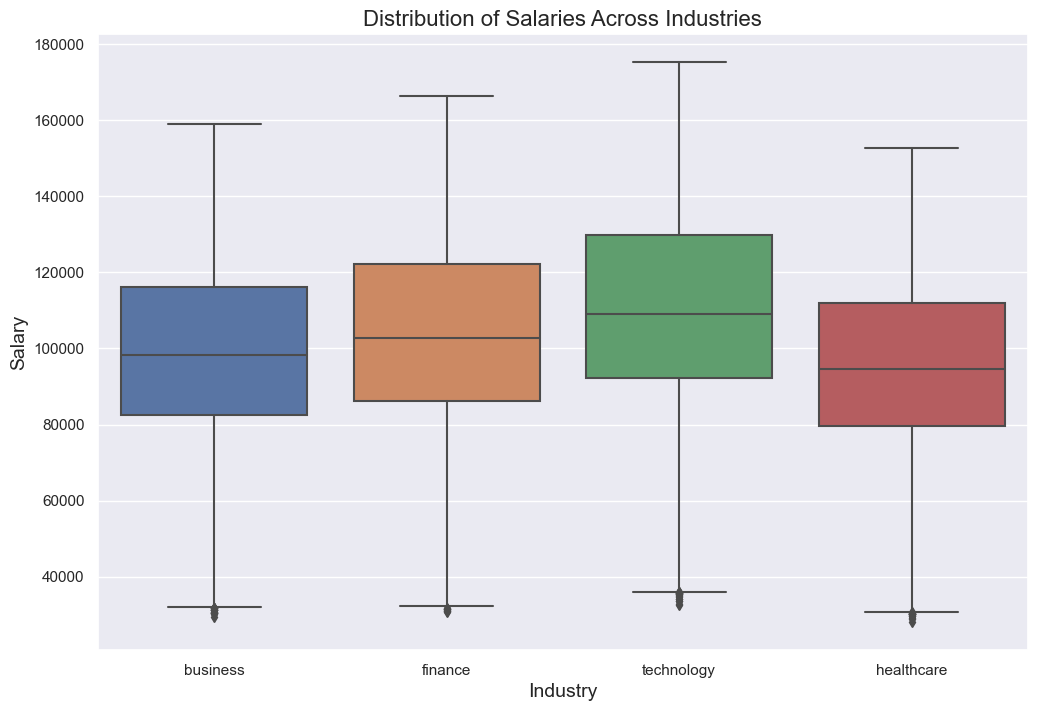 Distribution of Salaries Across Industries
180000
160000
140000
120000
100000
80000
60000
40000
Salary
business
finance
technology
healthcare
Industry